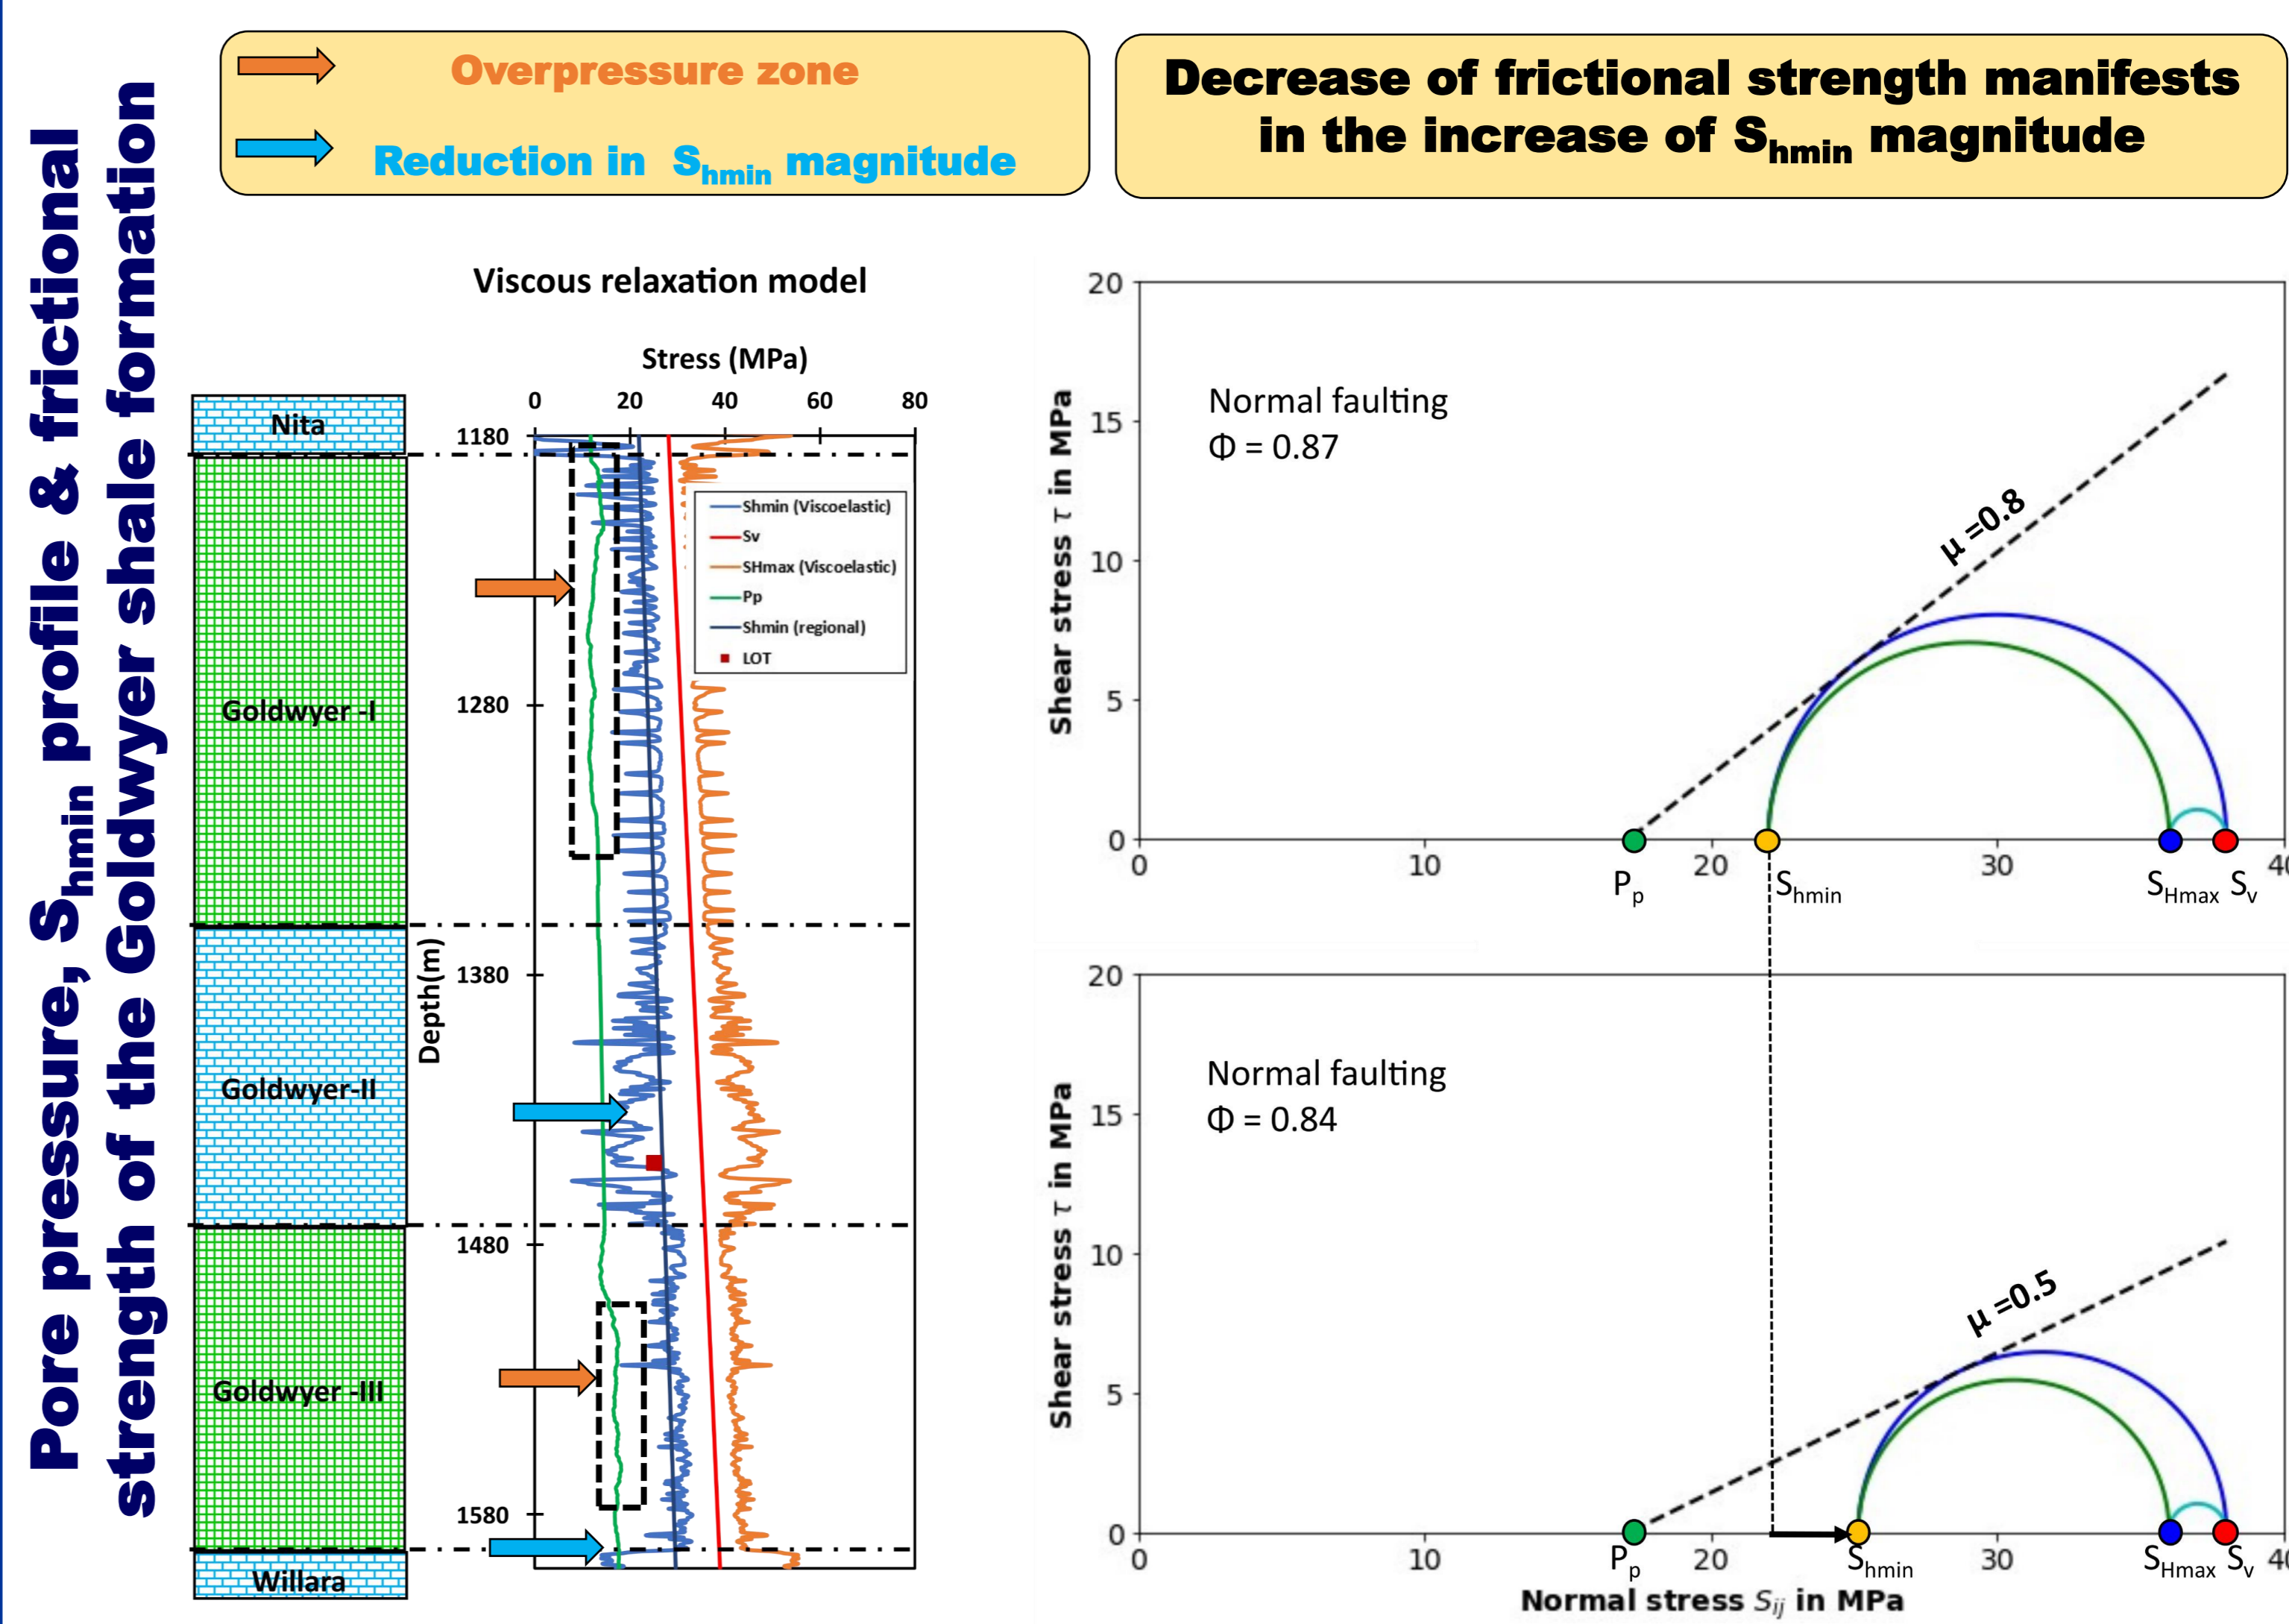 Pore pressure, Shmin profile & frictional
strength of the Goldwyer shale formation
Overpressure zone
Reduction in Shmin magnitude
Decrease of frictional strength manifests
in the increase of Shmin magnitude
Viscous relaxation model
Stress (MPa)
0 20 40 60 80
Nita
Goldwyer -I
Goldwyer-II
Goldwyer -III
Willara
Depth(m)
1180
1280
1380
1480
1580
Shmin (Viscoelastic)
Sv
SHmax (Viscoelastic)
Pp
Shmin (regional)
LOT
Shear stress τ in MPa
20
15
10
5
0
Normal faulting
Φ = 0.87
μ =0.8
0 10 20 30 40
Pp Shmin SHmax Sv
Shear stress τ in MPa
20
15
10
5
0
Normal faulting
Φ = 0.84
μ =0.5
0 10 20 30 40
Pp Shmin SHmax Sv
Normal stress Sij in MPa